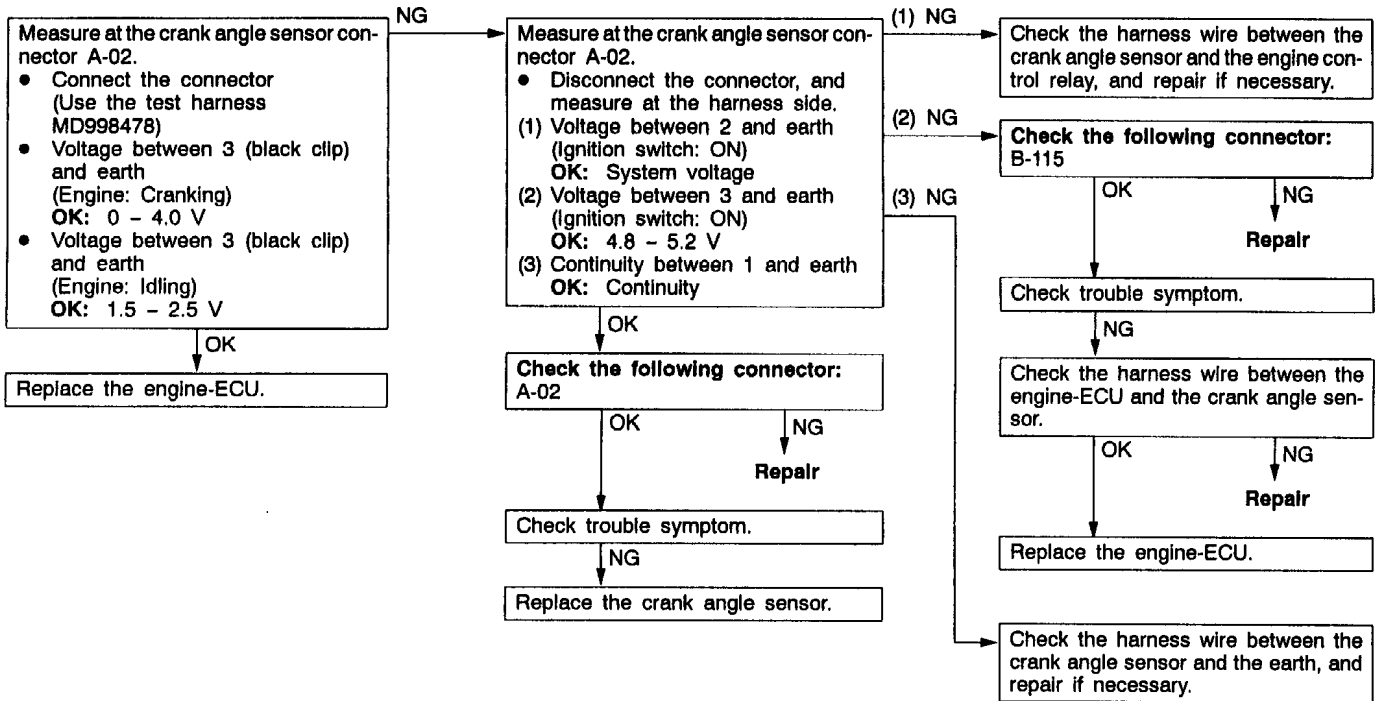 Measure at the crank angle sensor con-
nector A-02.
● Connect the connector
(Use the test harness
MD998478)
● Voltage between 3 (black clip)
and earth
(Engine: Cranking)
OK: 0 – 4.0 V
● Voltage between 3 (black clip)
and earth
(Engine: Idling)
OK: 1.5 – 2.5 V
NG
OK
Replace the engine-ECU.
Measure at the crank angle sensor con-
nector A-02.
● Disconnect the connector, and
measure at the harness side.
(1) Voltage between 2 and earth
(Ignition switch: ON)
OK: System voltage
(2) Voltage between 3 and earth
(Ignition switch: ON)
OK: 4.8 – 5.2 V
(3) Continuity between 1 and earth
OK: Continuity
OK
Check the following connector:
A-02
OK
NG
Repair
Check trouble symptom.
NG
Replace the crank angle sensor.
(1) NG
Check the harness wire between the
crank angle sensor and the engine con-
trol relay, and repair if necessary.
(2) NG
Check the following connector:
B-115
OK
NG
Repair
Check trouble symptom.
NG
Check the harness wire between the
engine-ECU and the crank angle sen-
sor.
OK
NG
Repair
Replace the engine-ECU.
(3) NG
Check the harness wire between the
crank angle sensor and the earth, and
repair if necessary.